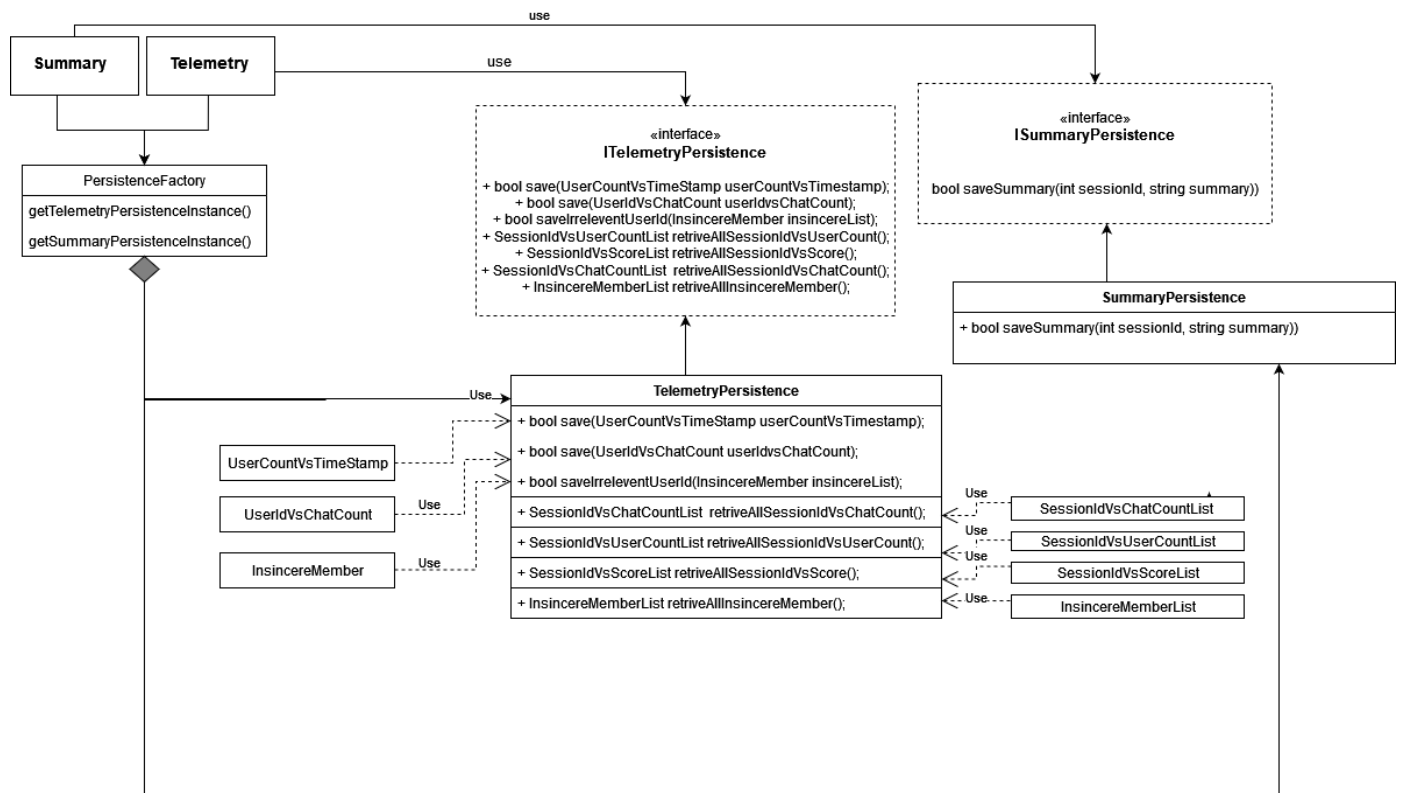 use
Summary
Telemetry
use
«interface»
ISummaryPersistence
bool saveSummary(int sessionId, string summary))
«interface»
ITelemetryPersistence
+ bool save(UserCountVsTimeStamp userCountVsTimestamp);
+ bool save(UserIdVsChatCount userIdvsChatCount);
+ bool saveIrreleventUserId(InsincereMember insincereList);
+ SessionIdVsUserCountList retriveAllSessionIdVsUserCount();
+ SessionIdVsScoreList retriveAllSessionIdVsScore();
+ SessionIdVsChatCountList  retriveAllSessionIdVsChatCount();
+ InsincereMemberList retriveAllInsincereMember();
PersistenceFactory
getTelemetryPersistenceInstance()
getSummaryPersistenceInstance()
SummaryPersistence
+ bool saveSummary(int sessionId, string summary))
Use
TelemetryPersistence
+ bool save(UserCountVsTimeStamp userCountVsTimestamp);
+ bool save(UserIdVsChatCount userIdvsChatCount);
+ bool saveIrreleventUserId(InsincereMember insincereList);
+ SessionIdVsChatCountList  retriveAllSessionIdVsChatCount();
+ SessionIdVsUserCountList retriveAllSessionIdVsUserCount();
+ SessionIdVsScoreList retriveAllSessionIdVsScore();
+ InsincereMemberList retriveAllInsincereMember();
UserCountVsTimeStamp
UserIdVsChatCount
Use
InsincereMember
Use
Use
SessionIdVsChatCountList
Use
SessionIdVsUserCountList
Use
SessionIdVsScoreList
Use
InsincereMemberList